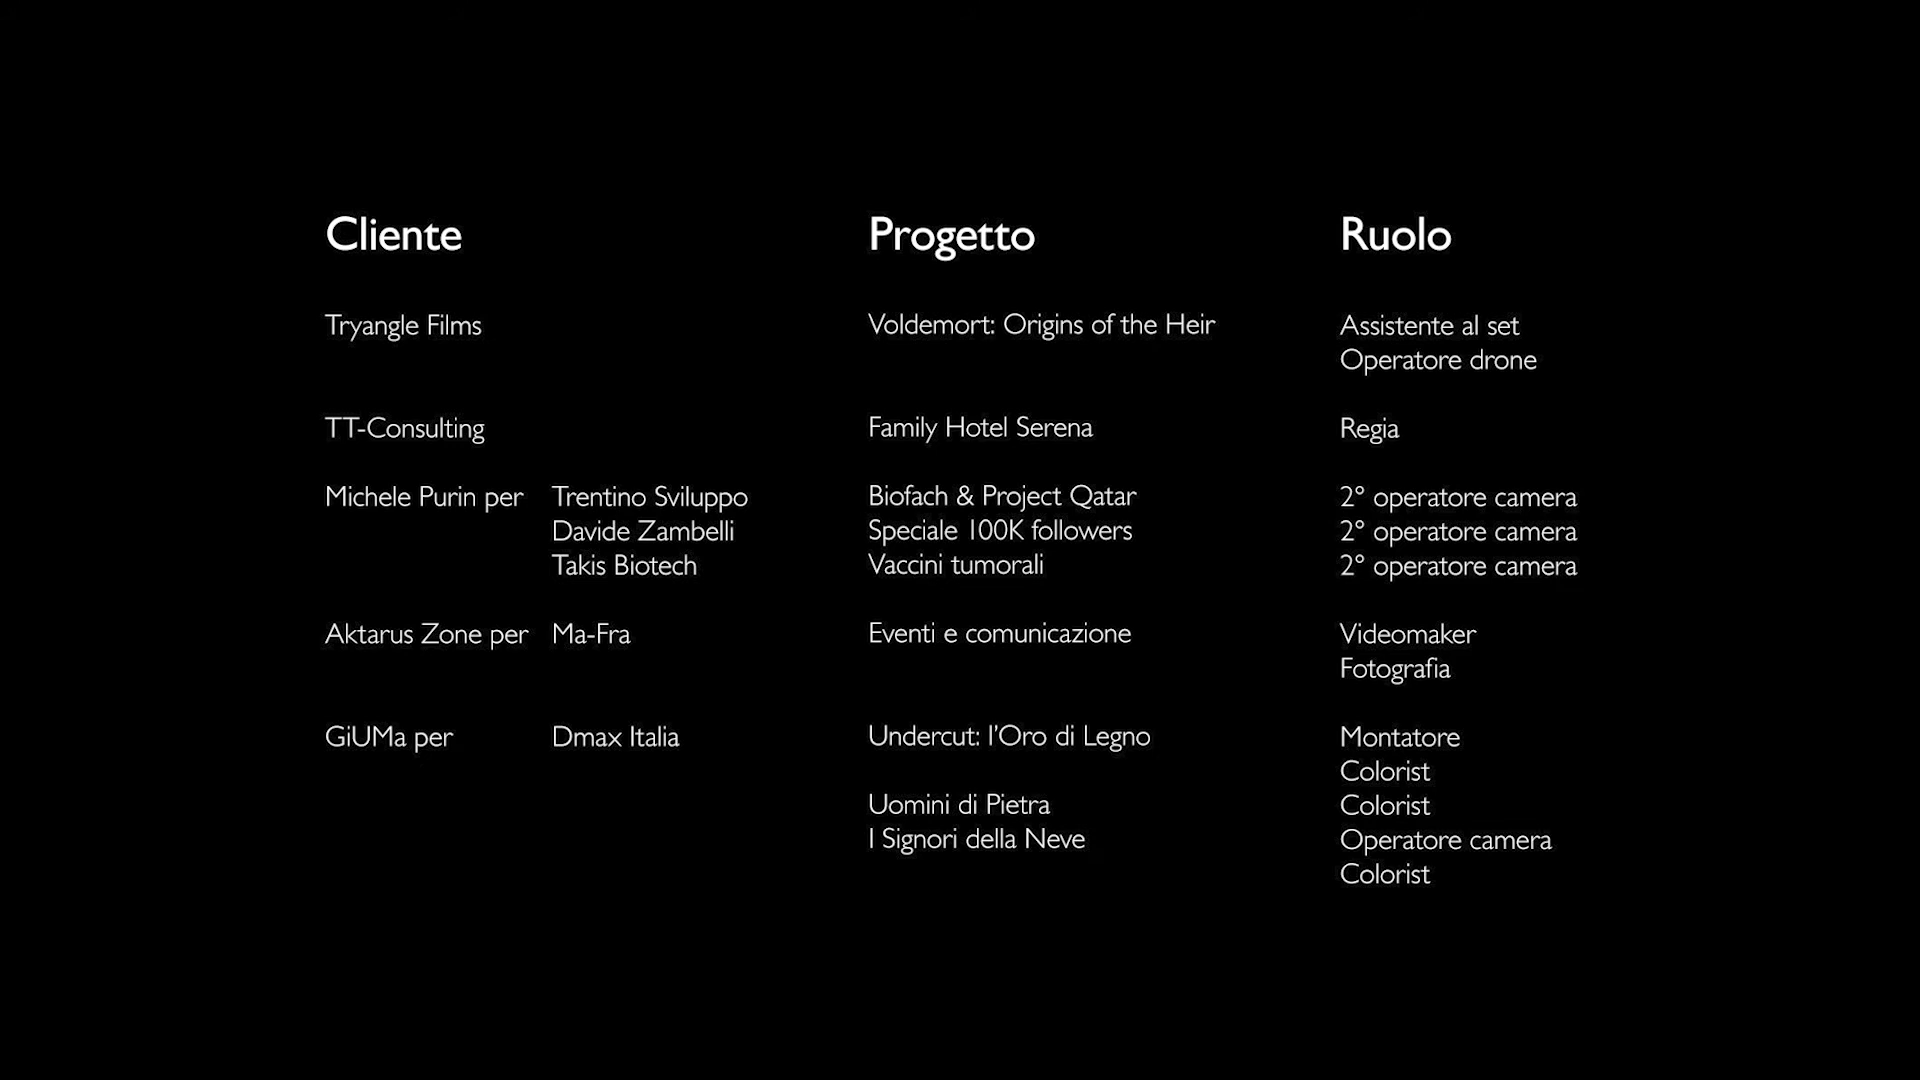 Cliente Progetto Ruolo
Tryangle Films Voldemort: Origins of the Heir Assistente al set
Operatore drone
TT-Consulting Family Hotel Serena Regia
Michele Purin per Trentino Sviluppo Biofach & Project Qatar 2° operatore camera
Davide Zambelli Speciale 100K followers 2° operatore camera
Takis Biotech Vaccini tumorali 2° operatore camera
Aktarus Zone per Ma-Fra Eventi e comunicazione Videomaker
Fotografia
GiUMa per Dmax Italia Undercut: l'Oro di Legno Montatore
Colorist
Uomini di Pietra Colorist
I Signori della Neve Operatore camera
Colorist